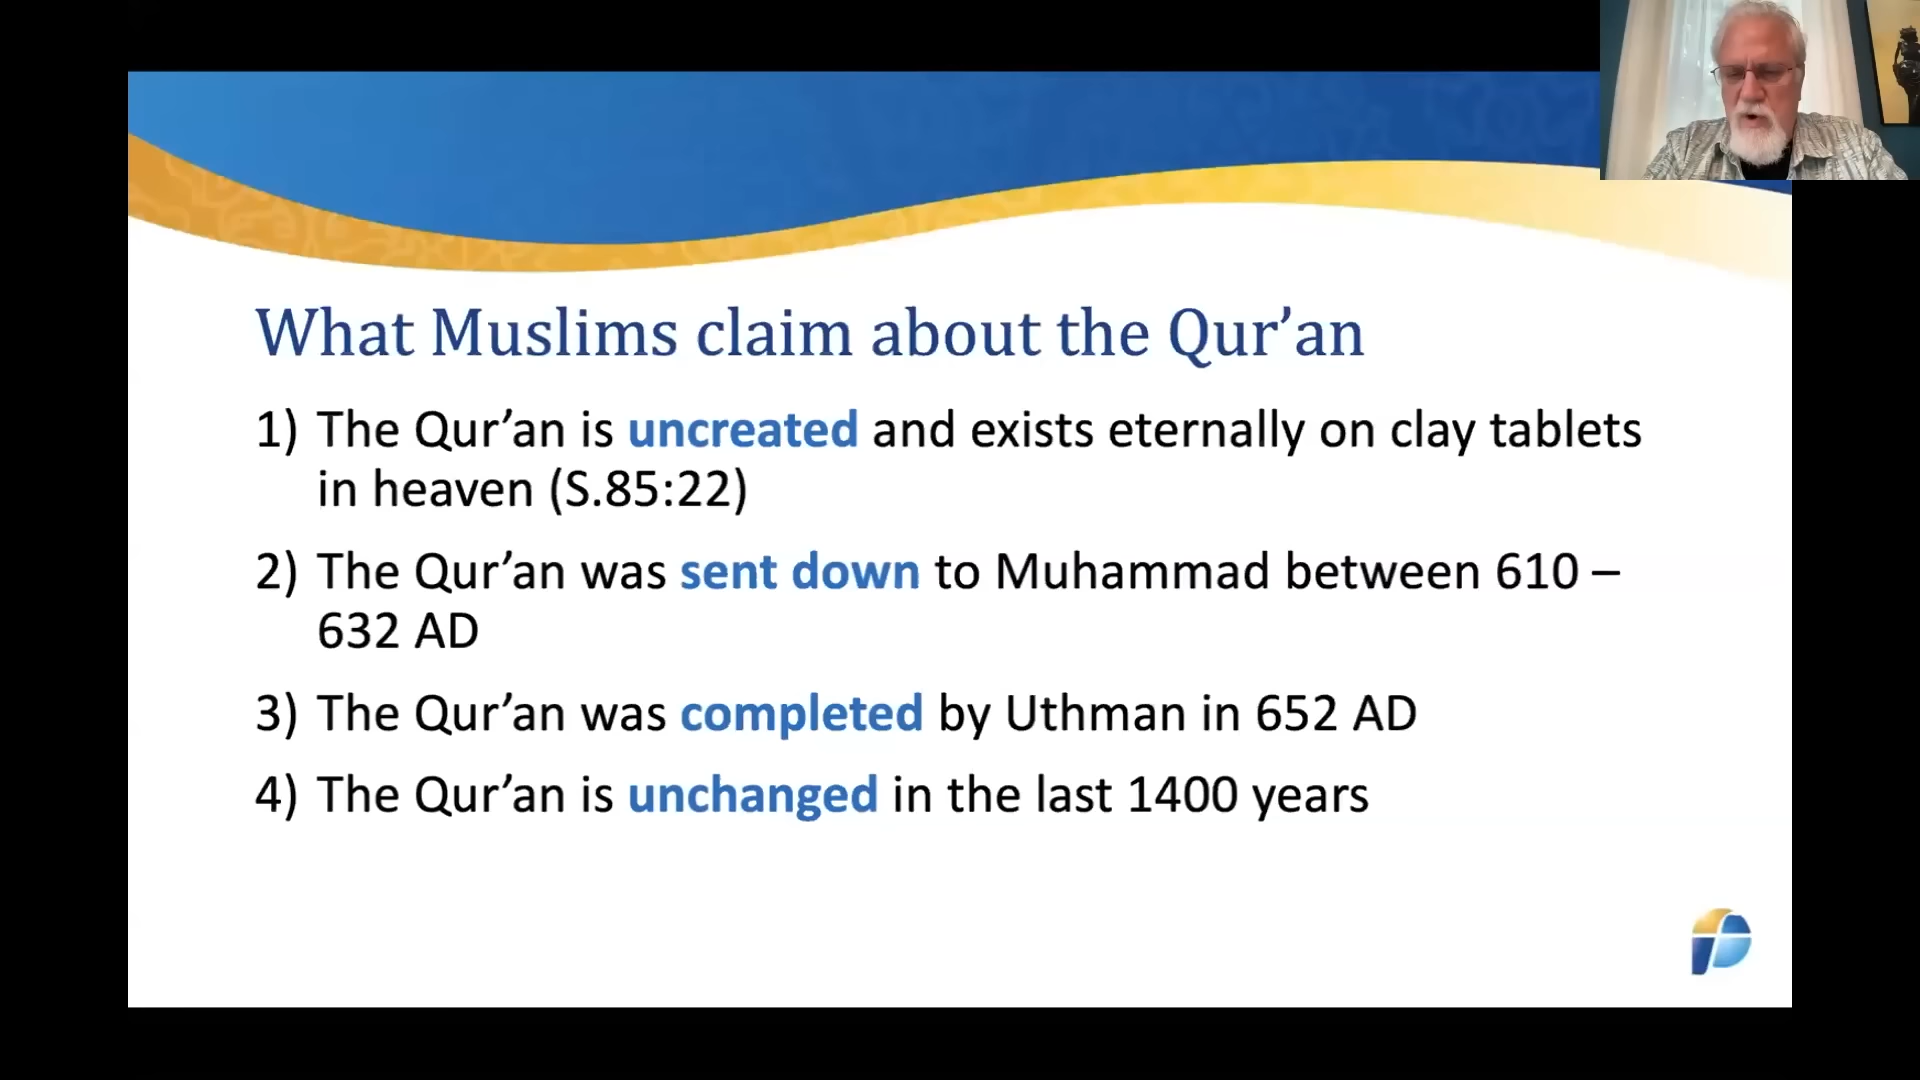 What Muslims claim about the Qur’an
1) The Qur’an is uncreated and exists eternally on clay tablets
in heaven (S.85:22)
2) The Qur’an was sent down to Muhammad between 610 –
632 AD
3) The Qur’an was completed by Uthman in 652 AD
4) The Qur’an is unchanged in the last 1400 years